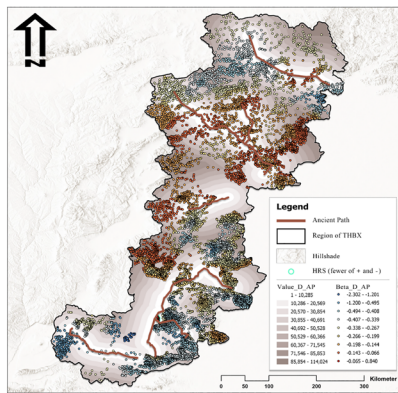 N
Legend
Ancient Path
Region of THBX
Hillshade
HRS (fewer of + and -)
Value_D_AP Beta_D_AP
1 - 10,285 -2.302 - -1.201
10,286 - 20,569 -1.200 - -0.495
20,570 - 30,854 -0.494 - -0.408
30,855 - 40,691 -0.407 - -0.339
40,692 - 50,528 -0.338 - -0.267
50,529 - 60,366 -0.266 - -0.199
60,367 - 71,545 -0.198 - -0.144
71,546 - 85,853 -0.143 - -0.066
85,854 - 114,024 -0.065 - 0.840
Kilometer
0 50 100 200 300